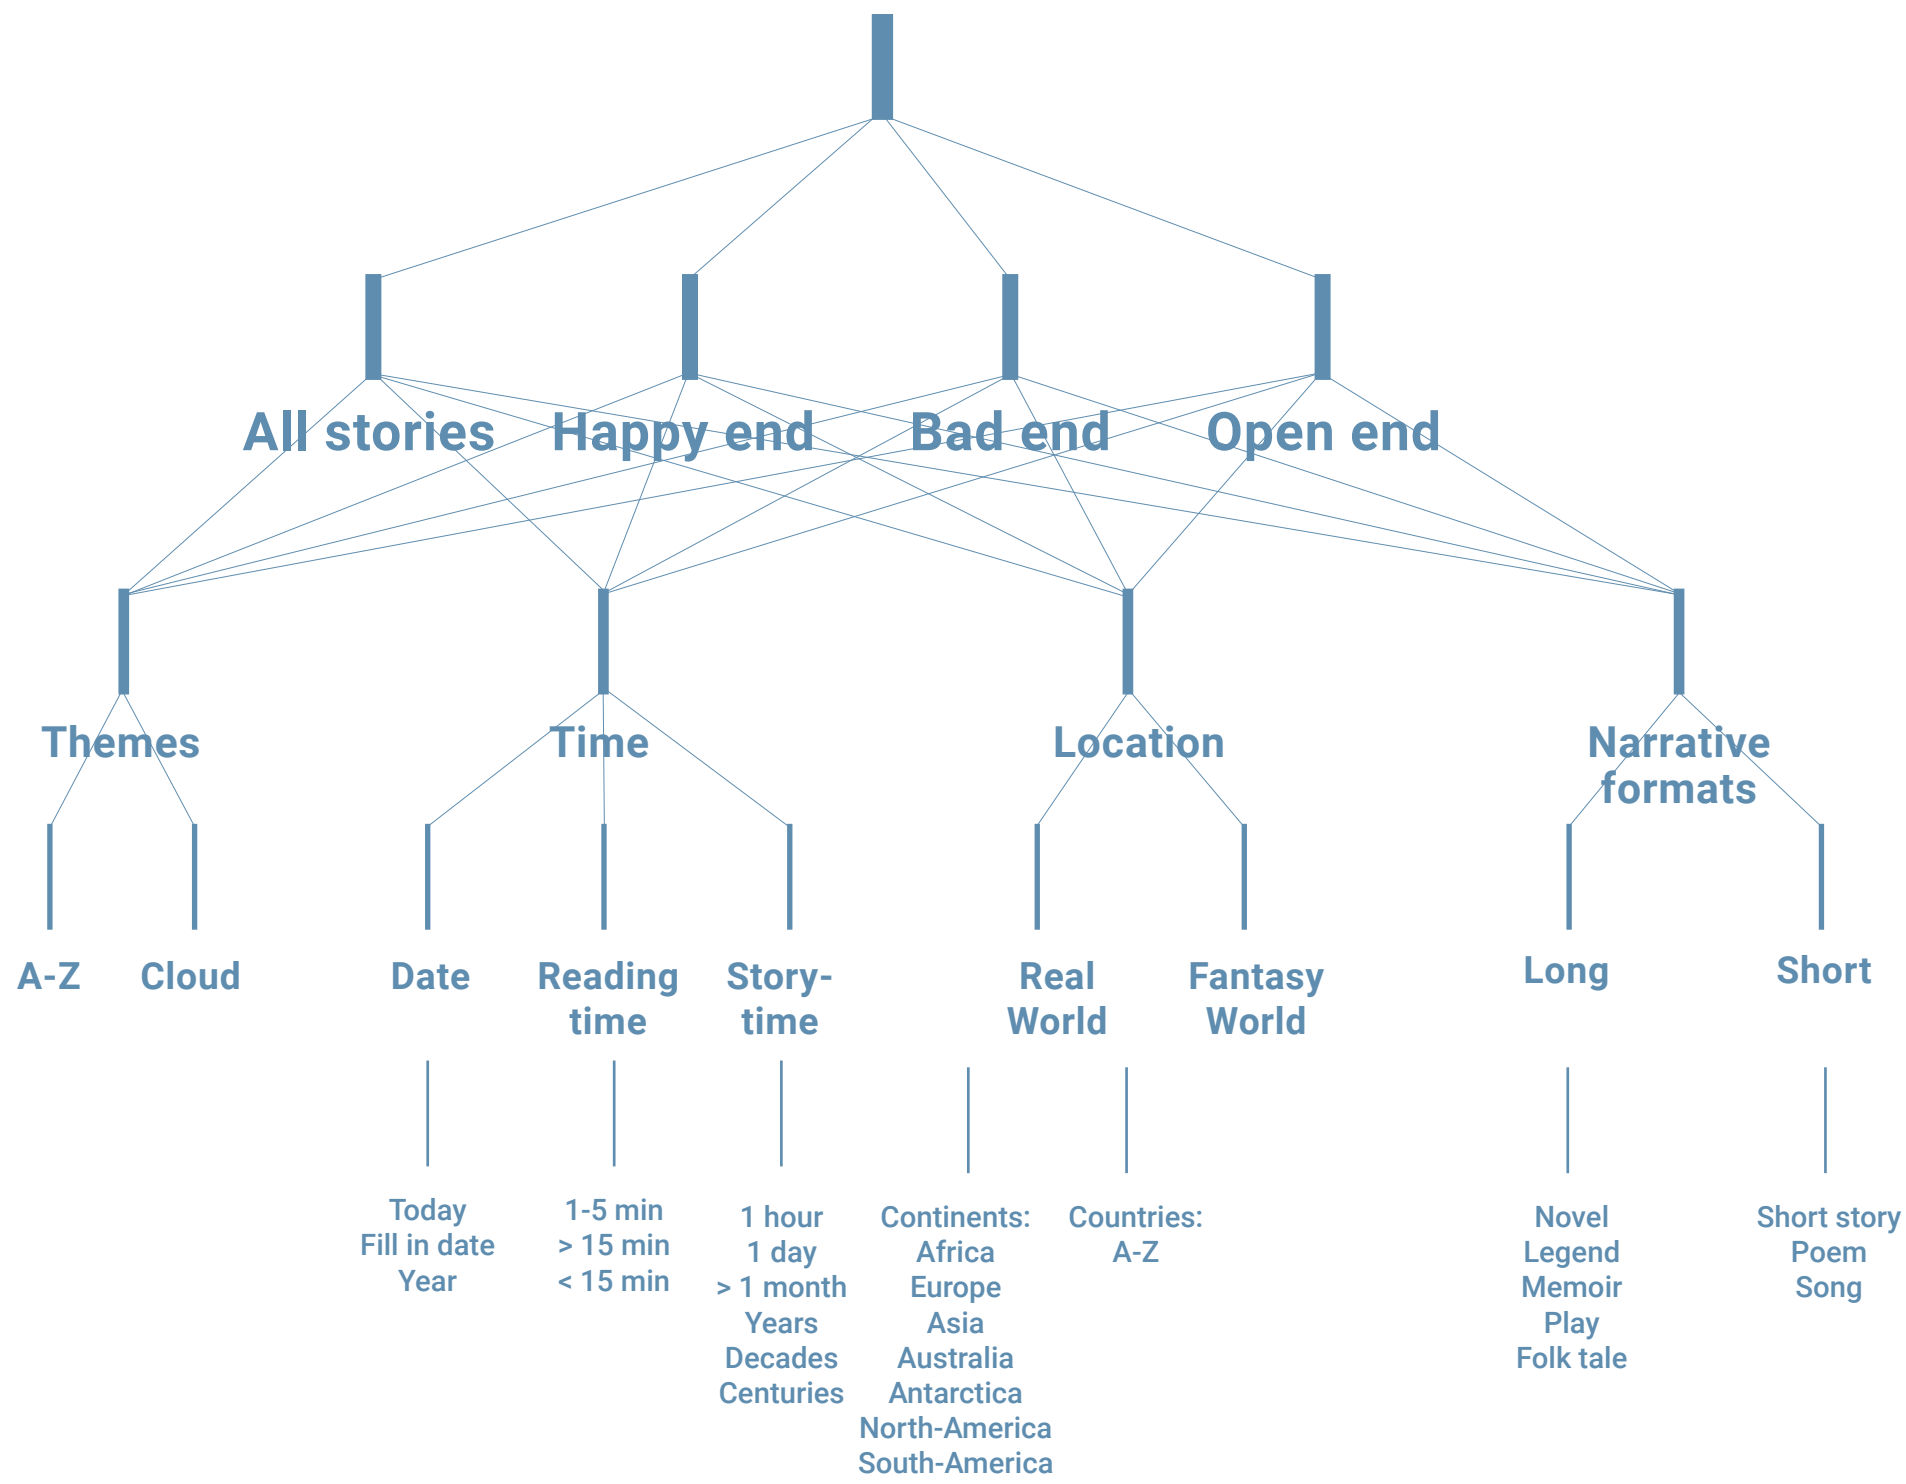 All stories
Happy end
Bad end
Open end
Themes
Time
Location
Narrative
formats
A-Z
Cloud
Date
Reading
time
Story-
time
Real
World
Fantasy
World
Long
Short
Today
Fill in date
Year
1-5 min
> 15 min
< 15 min
1 hour
1 day
> 1 month
Years
Decades
Centuries
Continents:
Africa
Europe
Asia
Australia
Antarctica
North-America
South-America
Countries:
A-Z
Novel
Legend
Memoir
Play
Folk tale
Short story
Poem
Song